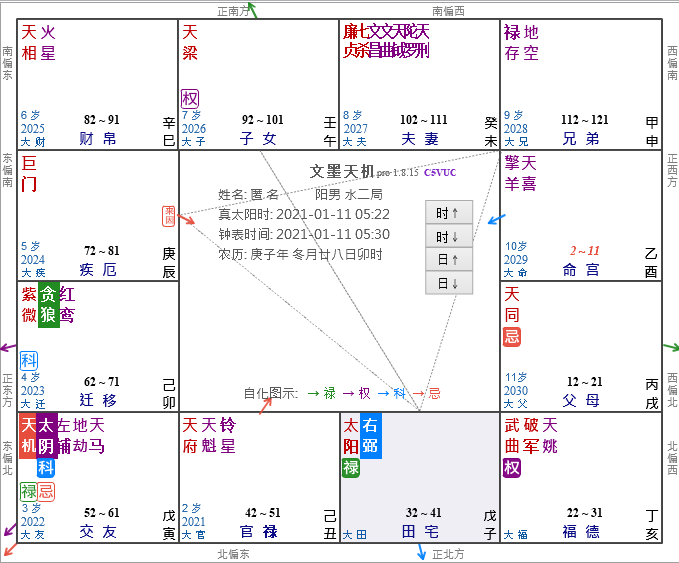 正南方
南偏西
南偏东
东偏南
正东方
东偏北
西偏南
正西方
西偏北
北偏西
北偏东
正北方
天火
相星
6 岁
2025
大 财
82～91
财 帛
辛
巳
天
梁
权
7 岁
2026
大 子
92～101
子 女
壬
午
廉七文文天陀天
贞杀昌曲刑
8 岁
2027
大 夫
102～111
夫 妻
癸
未
禄地
存空
9 岁
2028
大 兄
112～121
兄 弟
甲
申
巨
门
5 岁
2024
大 疾
72～81
疾 厄
庚
辰
来因
文墨天机 pro 1.8.15 C5VUC
姓名: 匿 名 阳男 水二局
真太阳时: 2021-01-11 05:22
钟表时间: 2021-01-11 05:30
农历: 庚子年 冬月廿八日卯时
时↑
时↓
日↑
日↓
自化图示: →禄 →权 →科 →忌
擎天
羊喜
10岁
2029
大 命
2～11
命 宫
乙
酉
紫贪红
微狼鸾
科
4 岁
2023
大 迁
62～71
迁 移
己
卯
天
同
忌
11岁
2030
大 父
12～21
父 母
丙
戌
天太左地天
机阴辅劫马
科
禄忌
3 岁
2022
大 友
52～61
交 友
戊
寅
天天铃
府魁星
2 岁
2021
大 官
42～51
官 禄
己
丑
太右
阳弼
禄
大 田
32～41
田 宅
戊
子
武破天
曲军姚
权
大 福
22～31
福 德
丁
亥